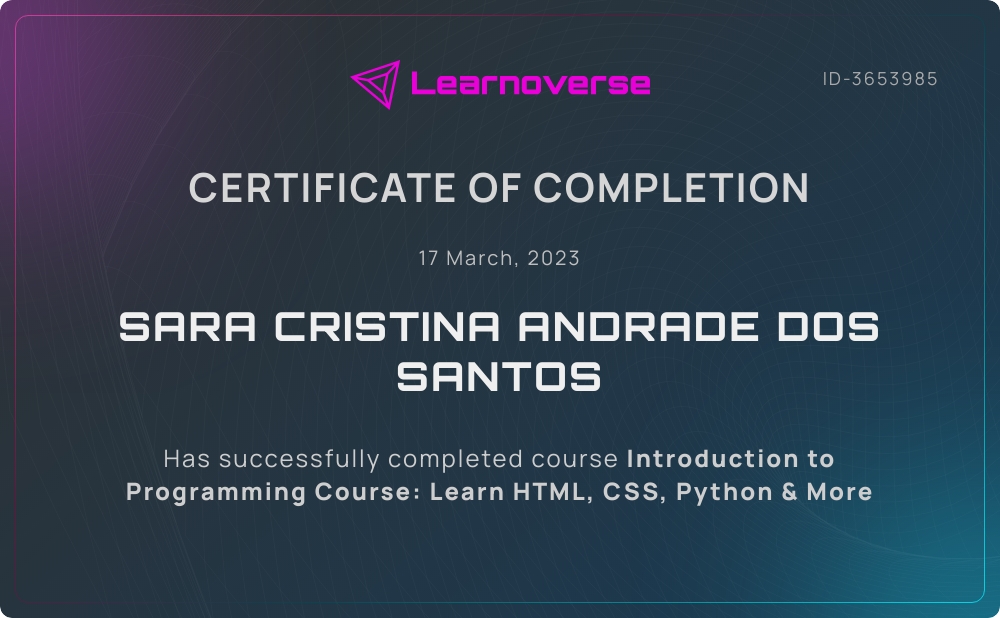 Learnoverse
ID-3653985
CERTIFICATE OF COMPLETION
17 March, 2023
SARA CRISTINA ANDRADE DOS
SANTOS
Has successfully completed course Introduction to
Programming Course: Learn HTML, CSS, Python & More